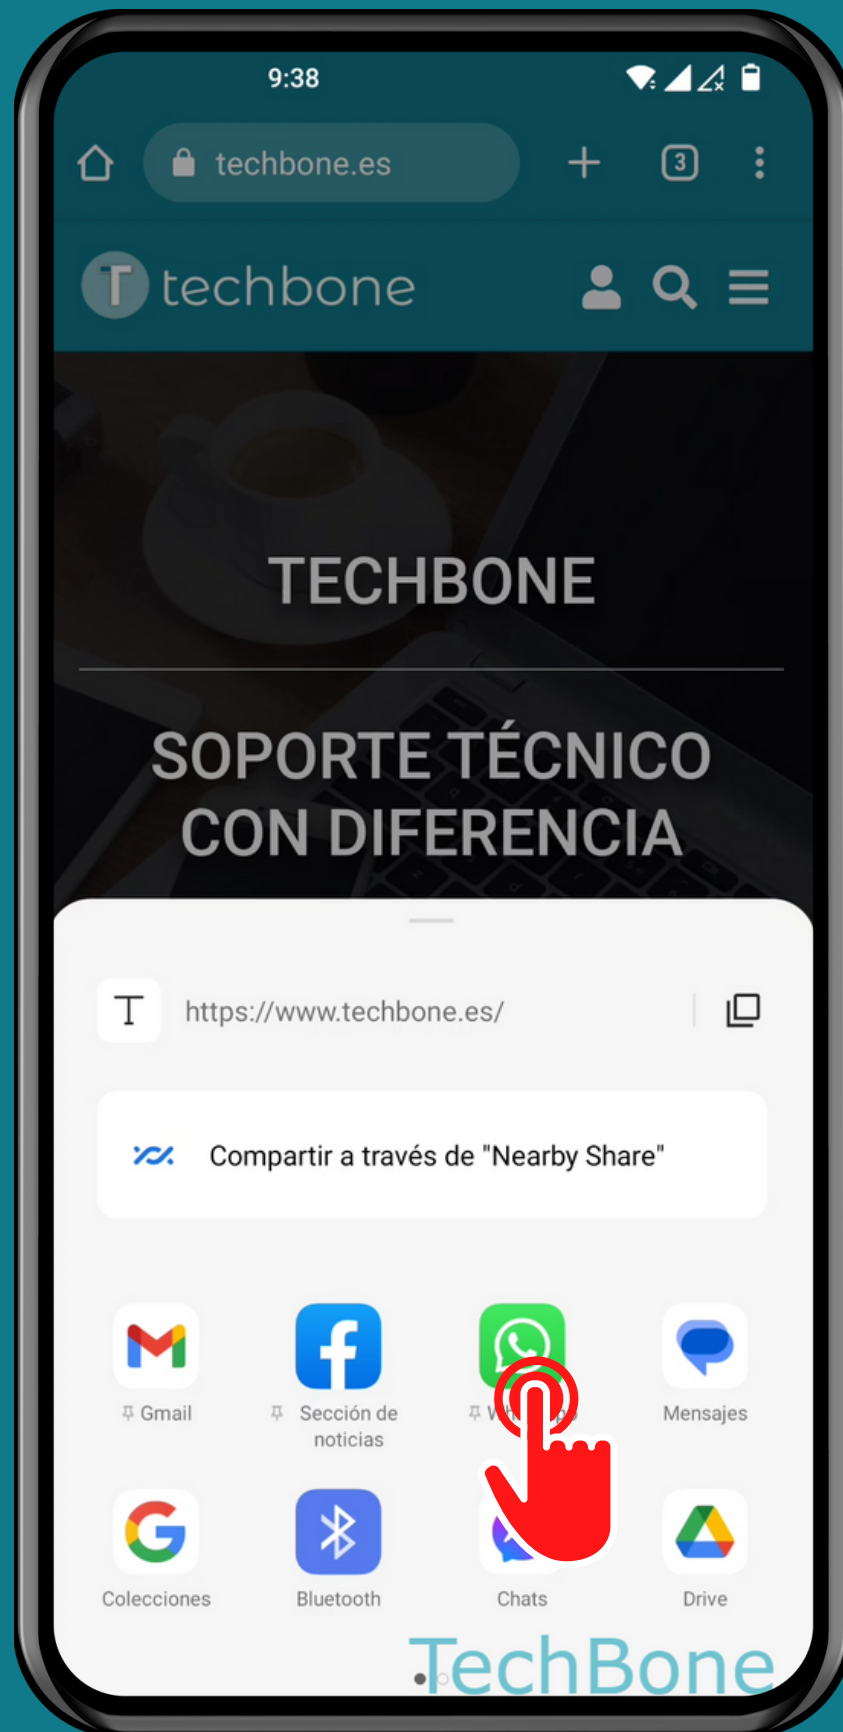 9:38
techbone.es
3
T techbone
TECHBONE
SOPORTE TÉCNICO
CON DIFERENCIA
T https://www.techbone.es/
Compartir a través de "Nearby Share"
Gmail
Sección de
noticias
Mensajes
Colecciones
Bluetooth
Chats
Drive
TechBone